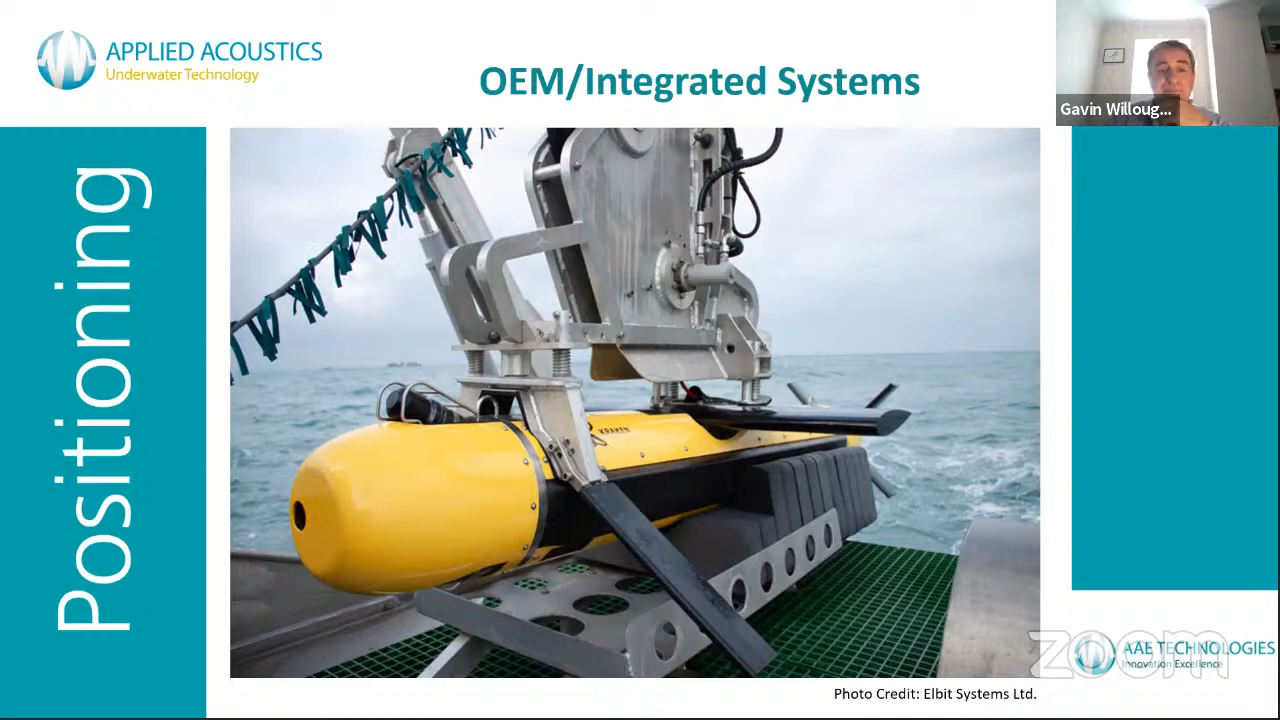 APPLIED ACOUSTICS
Underwater Technology
OEM/Integrated Systems
Gavin Willoug...
Positioning
KRAKEN
zoom
AAE TECHNOLOGIES
Innovation Excellence
Photo Credit: Elbit Systems Ltd.